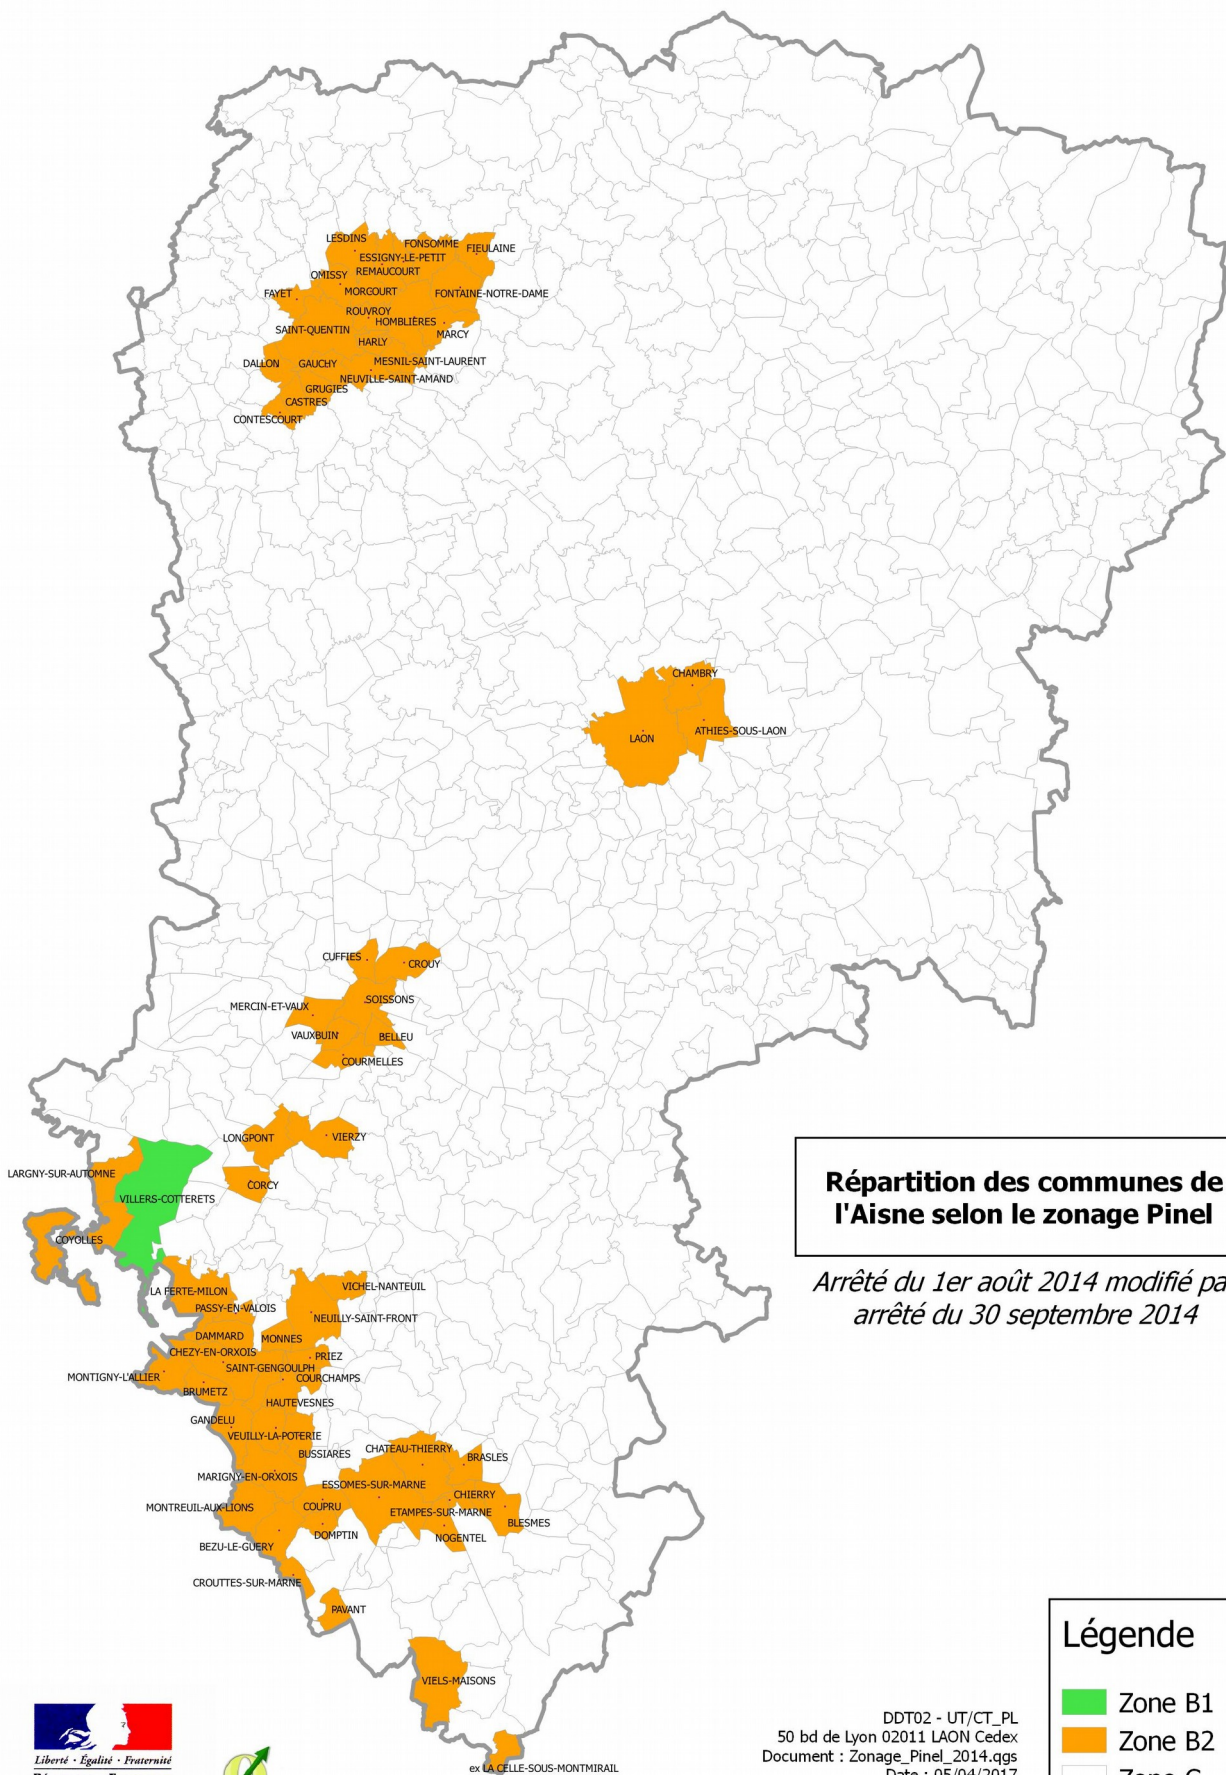 LESDINS
FONSOMME
FIEULAINE
ESSIGNY-LE-PETIT
OMISSY
REMAUCOURT
FAYET
MORCOURT
FONTAINE-NOTRE-DAME
ROUVROY
HOMBLIÈRES
SAINT-QUENTIN
MARCY
HARLY
DALLON
GAUCHY
MESNIL-SAINT-LAURENT
NEUVILLE-SAINT-AMAND
GRUGIES
CASTRES
CONTESCOURT
CHAMBRY
ATHIES-SOUS-LAON
LAON
CUFFIES
CROUY
SOISSONS
MERCIN-ET-VAUX
VAUXBUIN
BELLEU
COURMELLES
LONGPONT
VIERZY
LARGNY-SUR-AUTOMNE
CORCY
VILLERS-COTTERETS
COYOLLES
Répartition des communes de
l'Aisne selon le zonage Pinel
Arrêté du 1er août 2014 modifié pa
arrêté du 30 septembre 2014
LA FERTE-MILON
VICHEL-NANTEUIL
PASSY-EN-VALOIS
NEUILLY-SAINT-FRONT
DAMMARD
MONNES
CHEZY-EN-ORXOIS
PRIEZ
SAINT-GENGOULPH
MONTIGNY-L'ALLIER
COURCHAMPS
BRUMETZ
HAUTEVESNES
GANDELU
VEUILLY-LA-POTERIE
BUSSIARES
CHATEAU-THIERRY
BRASLES
MARIGNY-EN-ORXOIS
ESSOMES-SUR-MARNE
CHIERRY
MONTREUIL-AUX-LIONS
COUPRU
ETAMPES-SUR-MARNE
BLESMES
DOMPTIN
NOGENTEL
BEZU-LE-GUERY
CROUTTES-SUR-MARNE
PAVANT
VIELS-MAISONS
ex LA CELLE-SOUS-MONTMIRAIL
Légende
Zone B1
Zone B2
Liberté • Égalité • Fraternité
DDT02 - UT/CT_PL
50 bd de Lyon 02011 LAON Cedex
Document : Zonage_Pinel_2014.qgs
Date : 05/04/2017